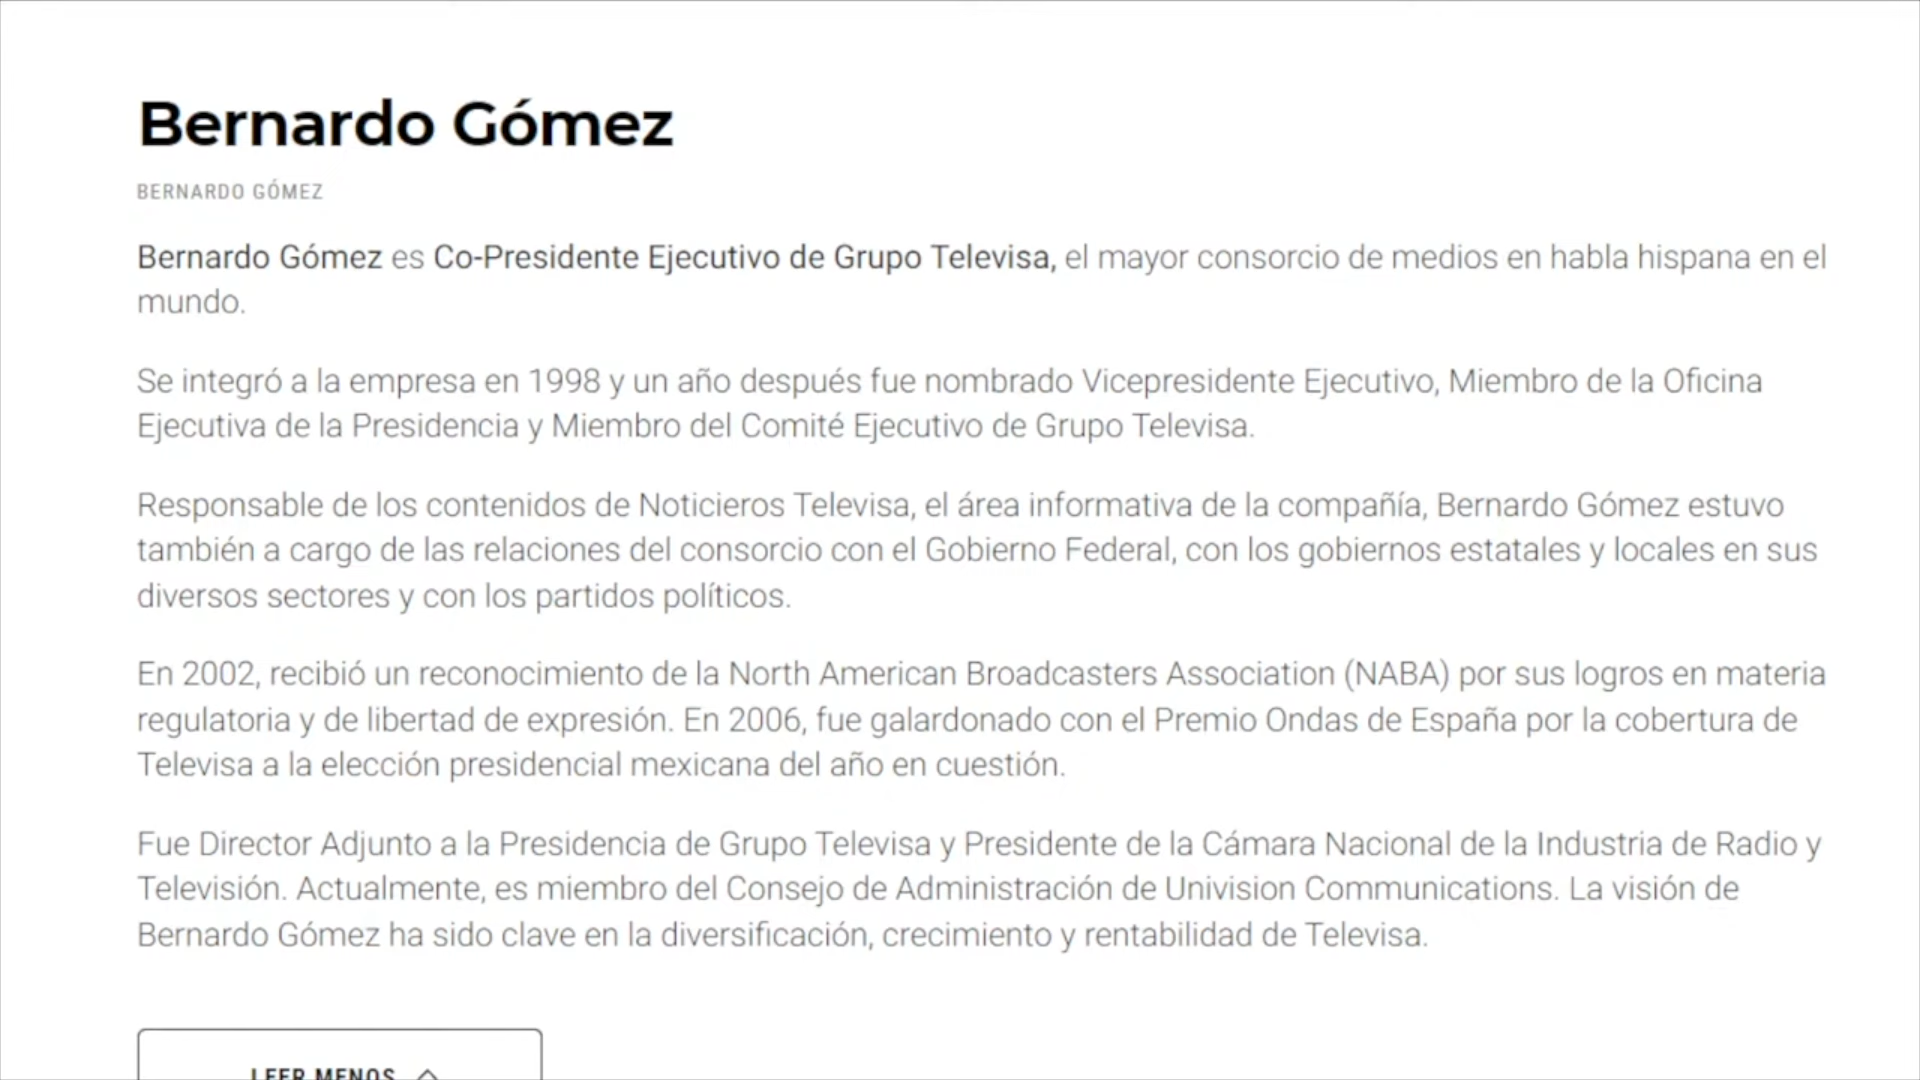 Bernardo Gómez
BERNARDO GÓMEZ
Bernardo Gómez es Co-Presidente Ejecutivo de Grupo Televisa, el mayor consorcio de medios en habla hispana en el
mundo.
Se integró a la empresa en 1998 y un año después fue nombrado Vicepresidente Ejecutivo, Miembro de la Oficina
Ejecutiva de la Presidencia y Miembro del Comité Ejecutivo de Grupo Televisa.
Responsable de los contenidos de Noticieros Televisa, el área informativa de la compañía, Bernardo Gómez estuvo
también a cargo de las relaciones del consorcio con el Gobierno Federal, con los gobiernos estatales y locales en sus
diversos sectores y con los partidos políticos.
En 2002, recibió un reconocimiento de la North American Broadcasters Association (NABA) por sus logros en materia
regulatoria y de libertad de expresión. En 2006, fue galardonado con el Premio Ondas de España por la cobertura de
Televisa a la elección presidencial mexicana del año en cuestión.
Fue Director Adjunto a la Presidencia de Grupo Televisa y Presidente de la Cámara Nacional de la Industria de Radio y
Televisión. Actualmente, es miembro del Consejo de Administración de Univision Communications. La visión de
Bernardo Gómez ha sido clave en la diversificación, crecimiento y rentabilidad de Televisa.
LEER MENOS